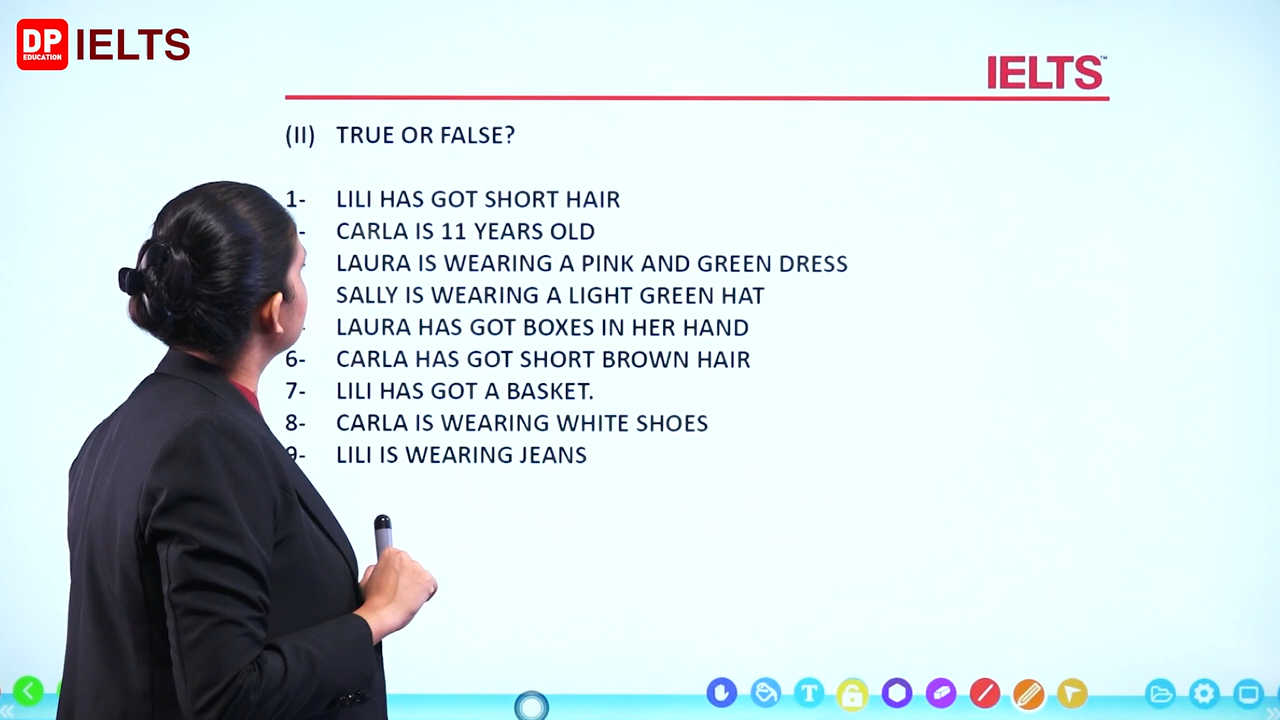 DP
EDUCATION
IELTS
IELTS™
(II) TRUE OR FALSE?
1- LILI HAS GOT SHORT HAIR
- CARLA IS 11 YEARS OLD
LAURA IS WEARING A PINK AND GREEN DRESS
SALLY IS WEARING A LIGHT GREEN HAT
LAURA HAS GOT BOXES IN HER HAND
6- CARLA HAS GOT SHORT BROWN HAIR
7- LILI HAS GOT A BASKET.
8- CARLA IS WEARING WHITE SHOES
9- LILI IS WEARING JEANS
T